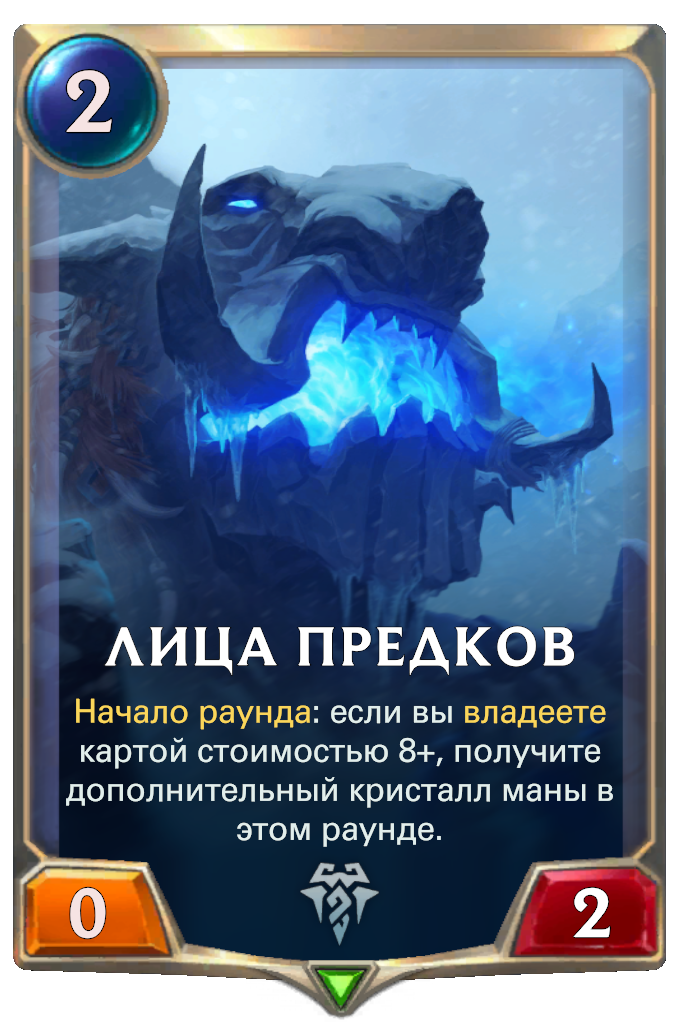 2
ЛИЦА ПРЕДКОВ
Начало раунда: если вы владеете
картой стоимостью 8+, получите
дополнительный кристалл маны в
этом раунде.
0
2